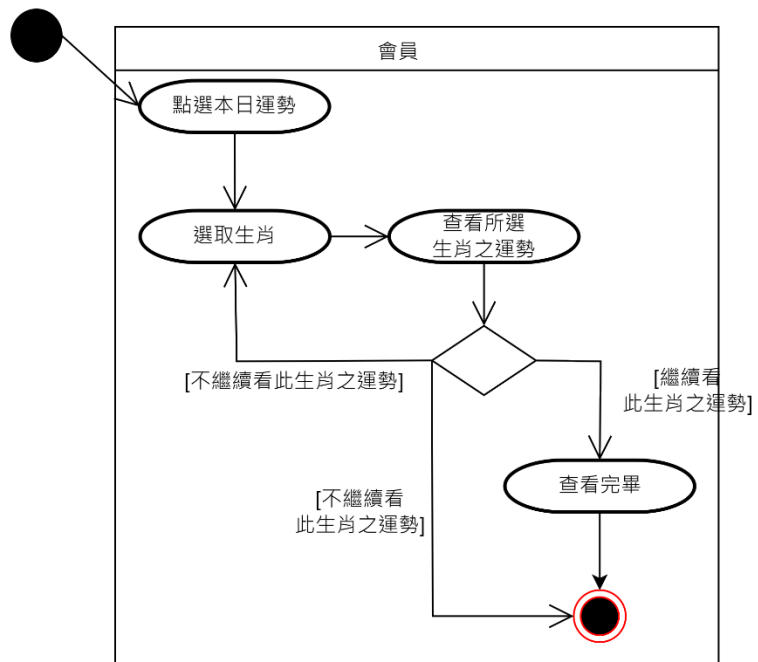 會員
點選本日運勢
選取生肖
查看所選
生肖之運勢
[不繼續看此生肖之運勢]
[繼續看
此生肖之運勢]
查看完畢
[不繼續看
此生肖之運勢]